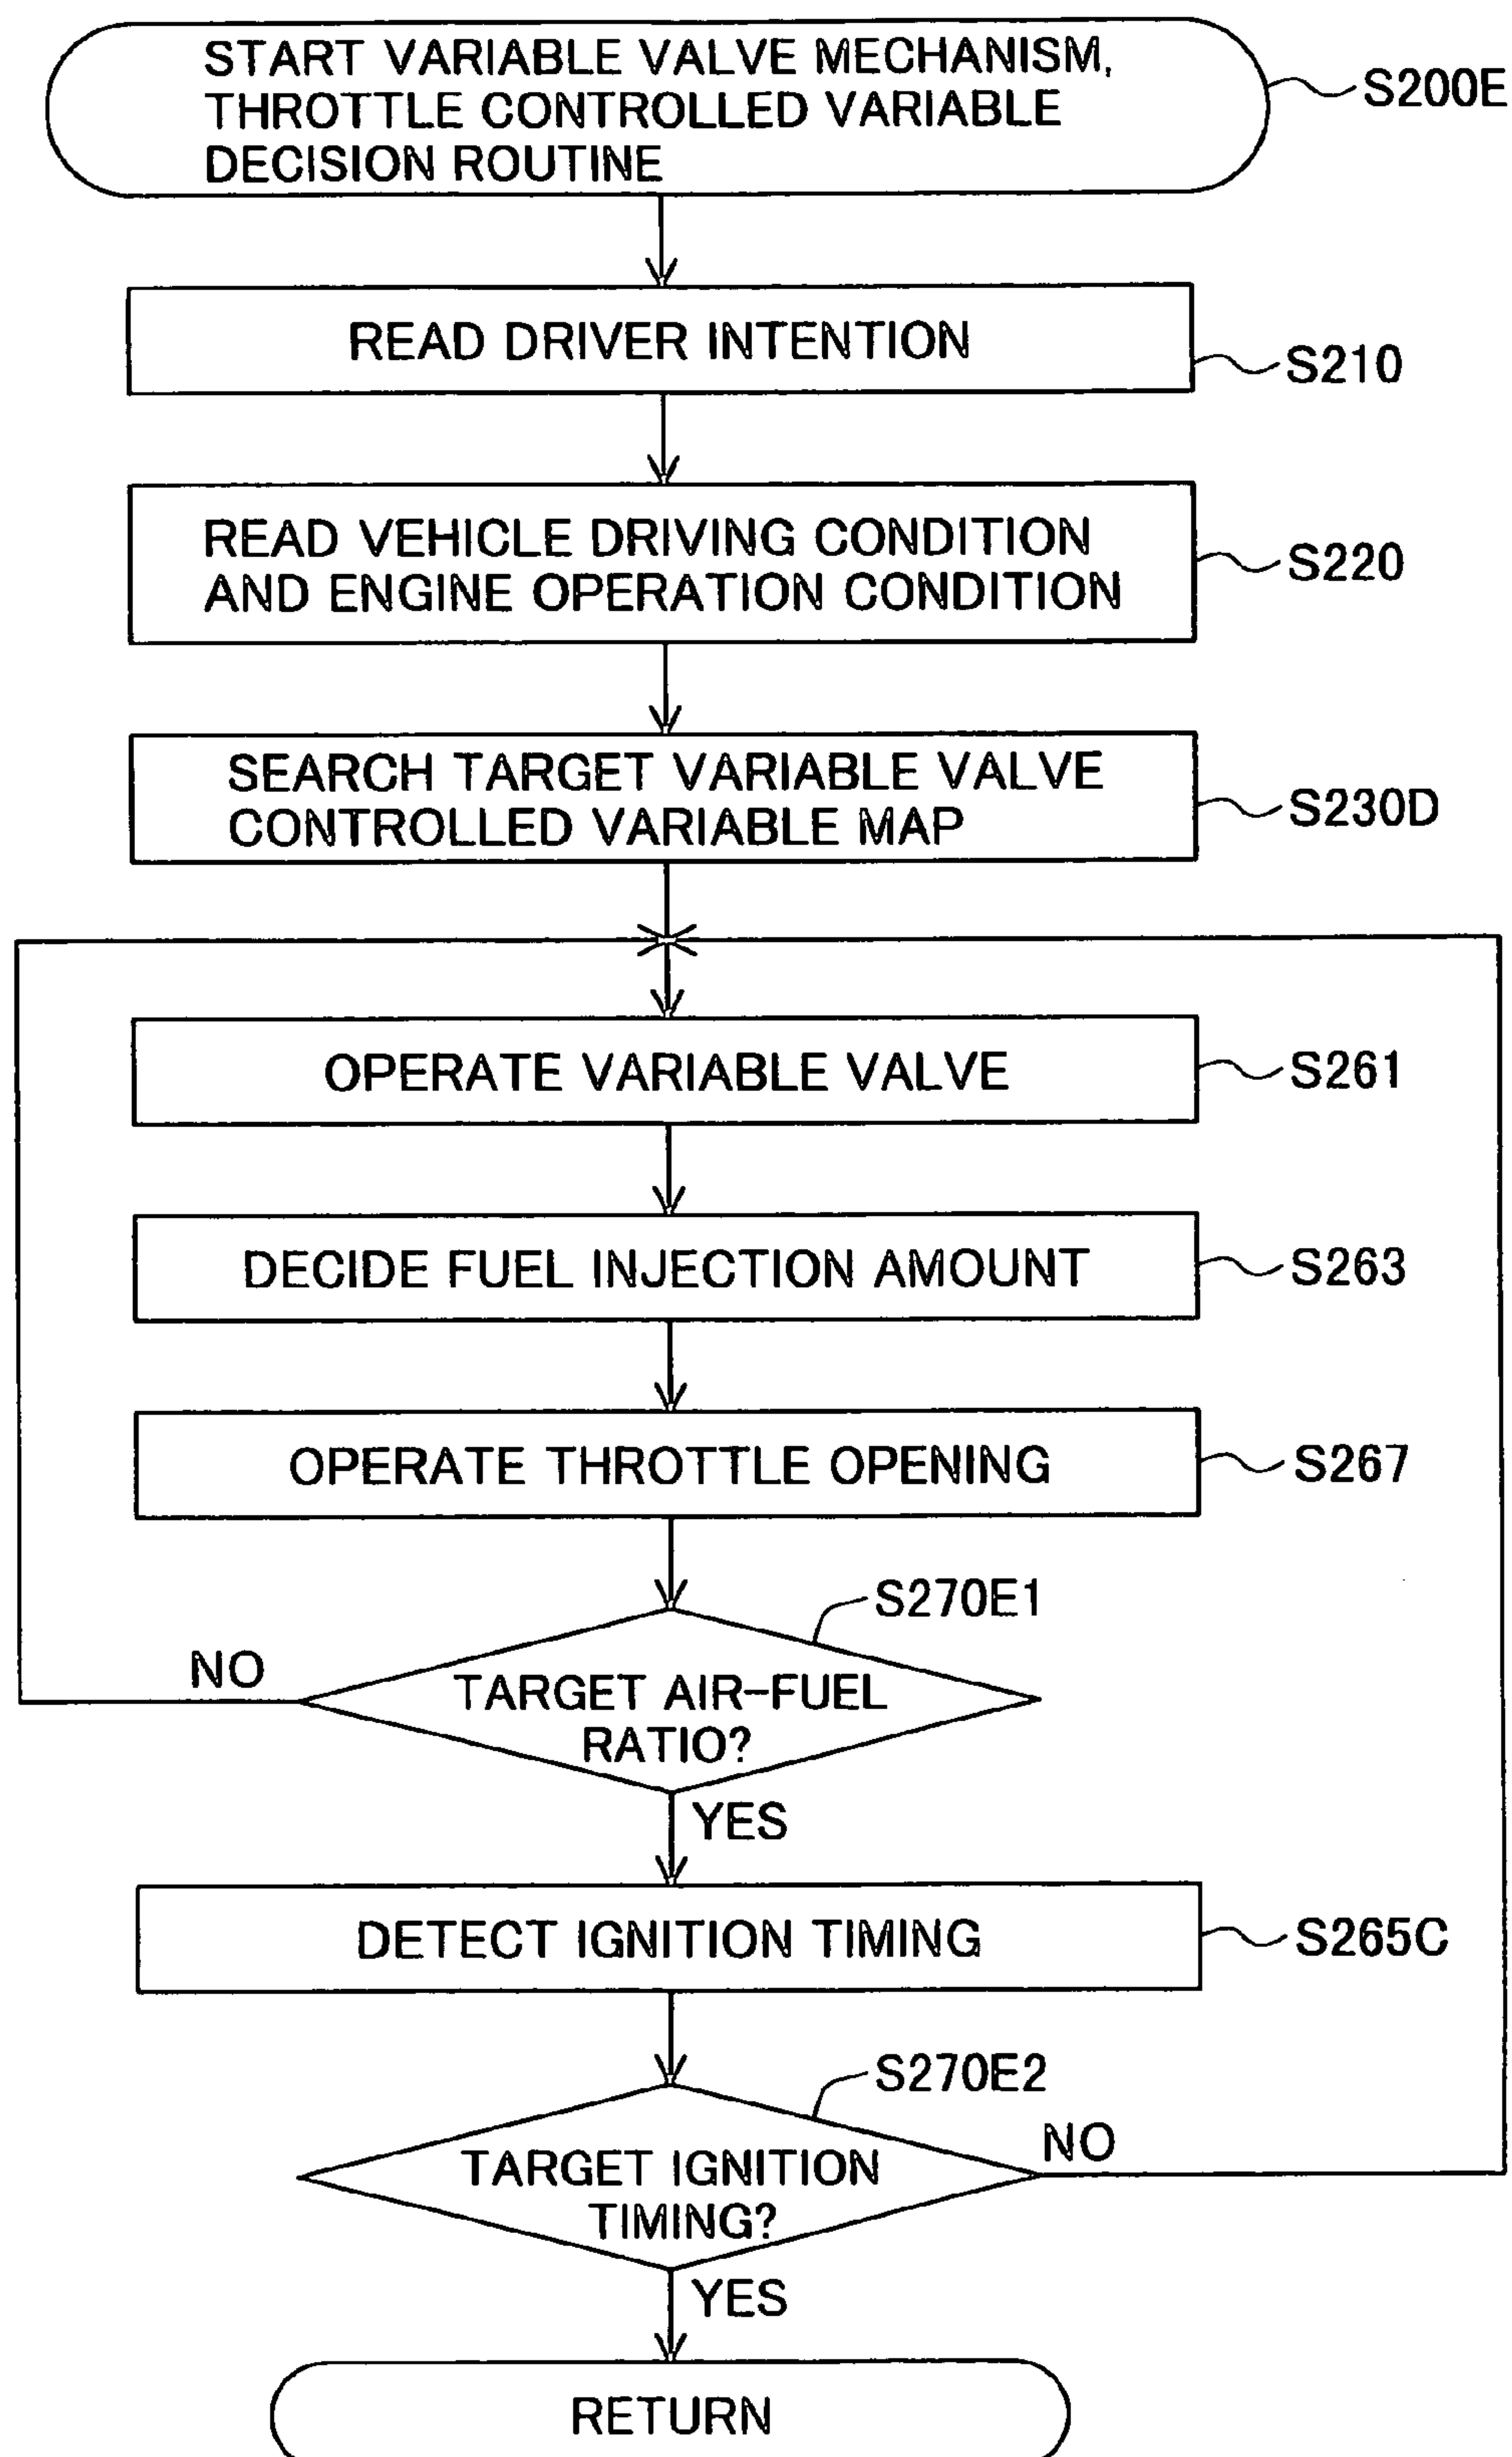 START VARIABLE VALVE MECHANISM,
THROTTLE CONTROLLED VARIABLE
DECISION ROUTINE
S200E
READ DRIVER INTENTION
S210
READ VEHICLE DRIVING CONDITION
AND ENGINE OPERATION CONDITION
S220
SEARCH TARGET VARIABLE VALVE
CONTROLLED VARIABLE MAP
S230D
OPERATE VARIABLE VALVE
S261
DECIDE FUEL INJECTION AMOUNT
S263
OPERATE THROTTLE OPENING
S267
S270E1
NO
TARGET AIR-FUEL
RATIO?
YES
DETECT IGNITION TIMING
S265C
S270E2
NO
TARGET IGNITION
TIMING?
YES
RETURN